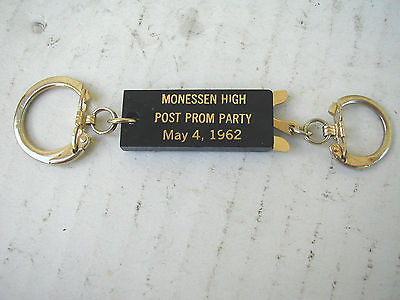 MONESSEN HIGH
POST PROM PARTY
May 4, 1962